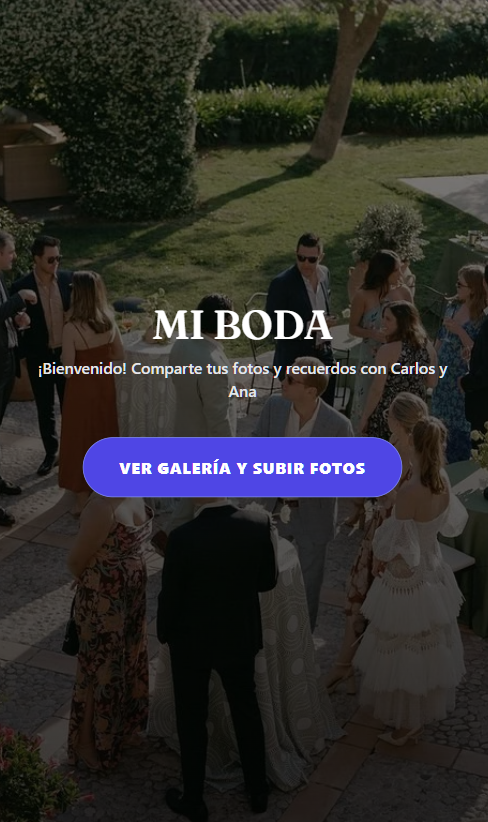 MI BODA
¡Bienvenido! Comparte tus fotos y recuerdos con Carlos y
Ana
VER GALERÍA Y SUBIR FOTOS